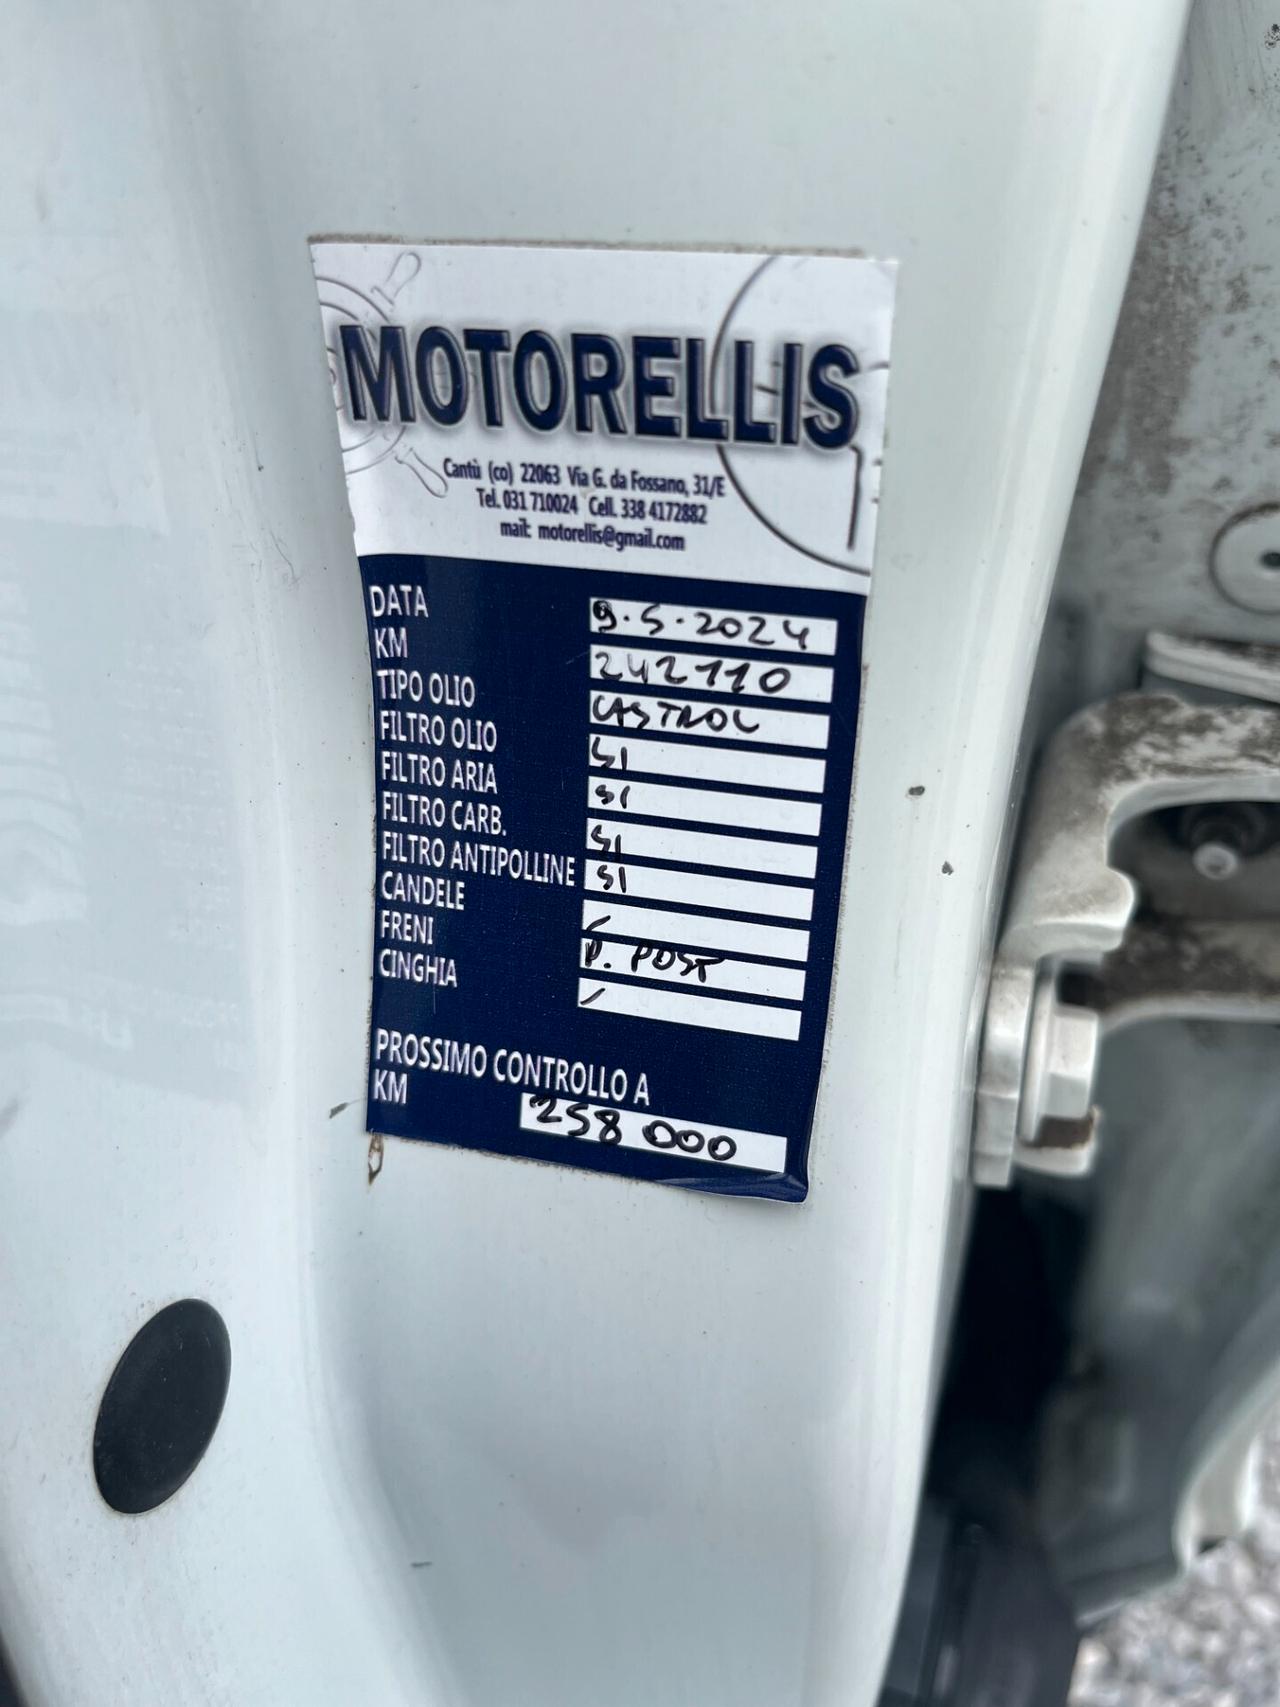 MOTORELLIS
Cantù (co) 22063 Via G. da Fossano, 31/E
Tel. 031 710024 Cell. 338 4172882
mail: motorellis@gmail.com
DATA 9.5.2024
KM 242110
TIPO OLIO CASTROL
FILTRO OLIO SI
FILTRO ARIA SI
FILTRO CARB. SI
FILTRO ANTIPOLLINE SI
CANDELE /
FRENI P. POST
CINGHIA /
PROSSIMO CONTROLLO A
KM 258 000